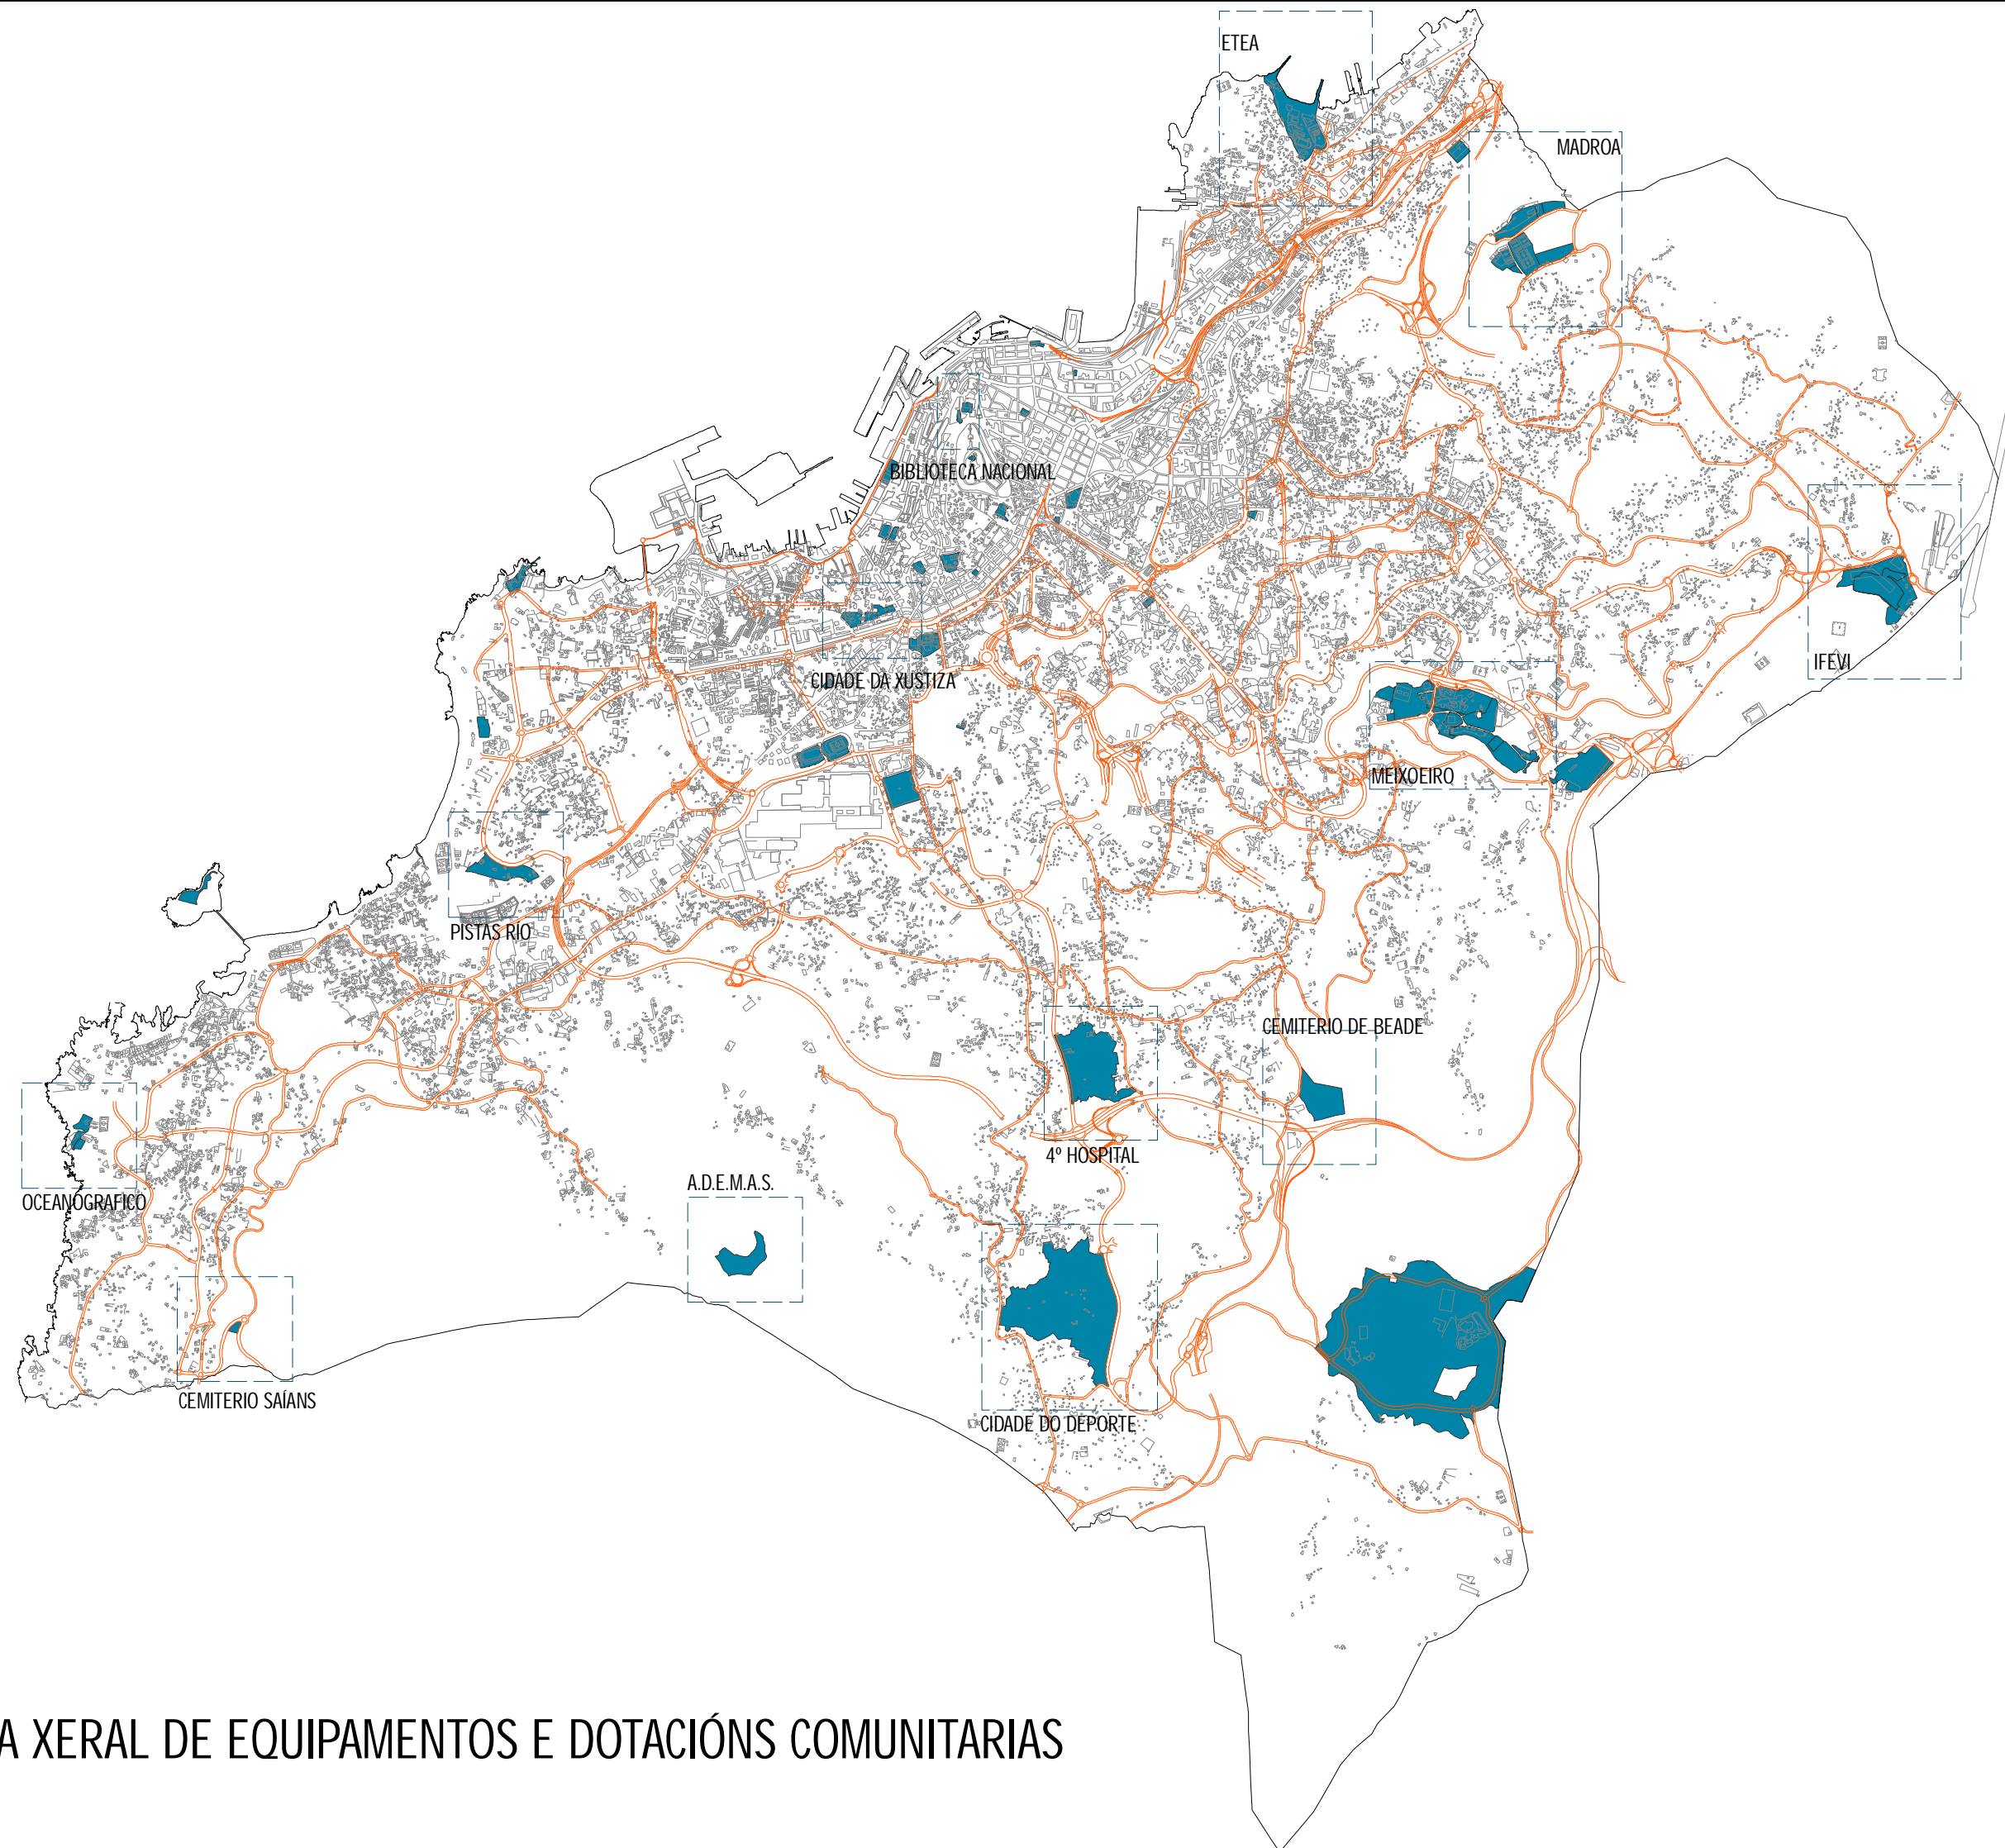 ETEA
MADROA
BIBLIOTECA NACIONAL
IFEVI
CIDADE DA XUSTIZA
MEIXOEIRO
PISTAS RÍO
CEMITERIO DE BEADE
4º HOSPITAL
A.D.E.M.A.S.
OCEANÓGRAFICO
CEMITERIO SAÍANS
CIDADE DO DEPORTE
A XERAL DE EQUIPAMENTOS E DOTACIÓNS COMUNITARIAS